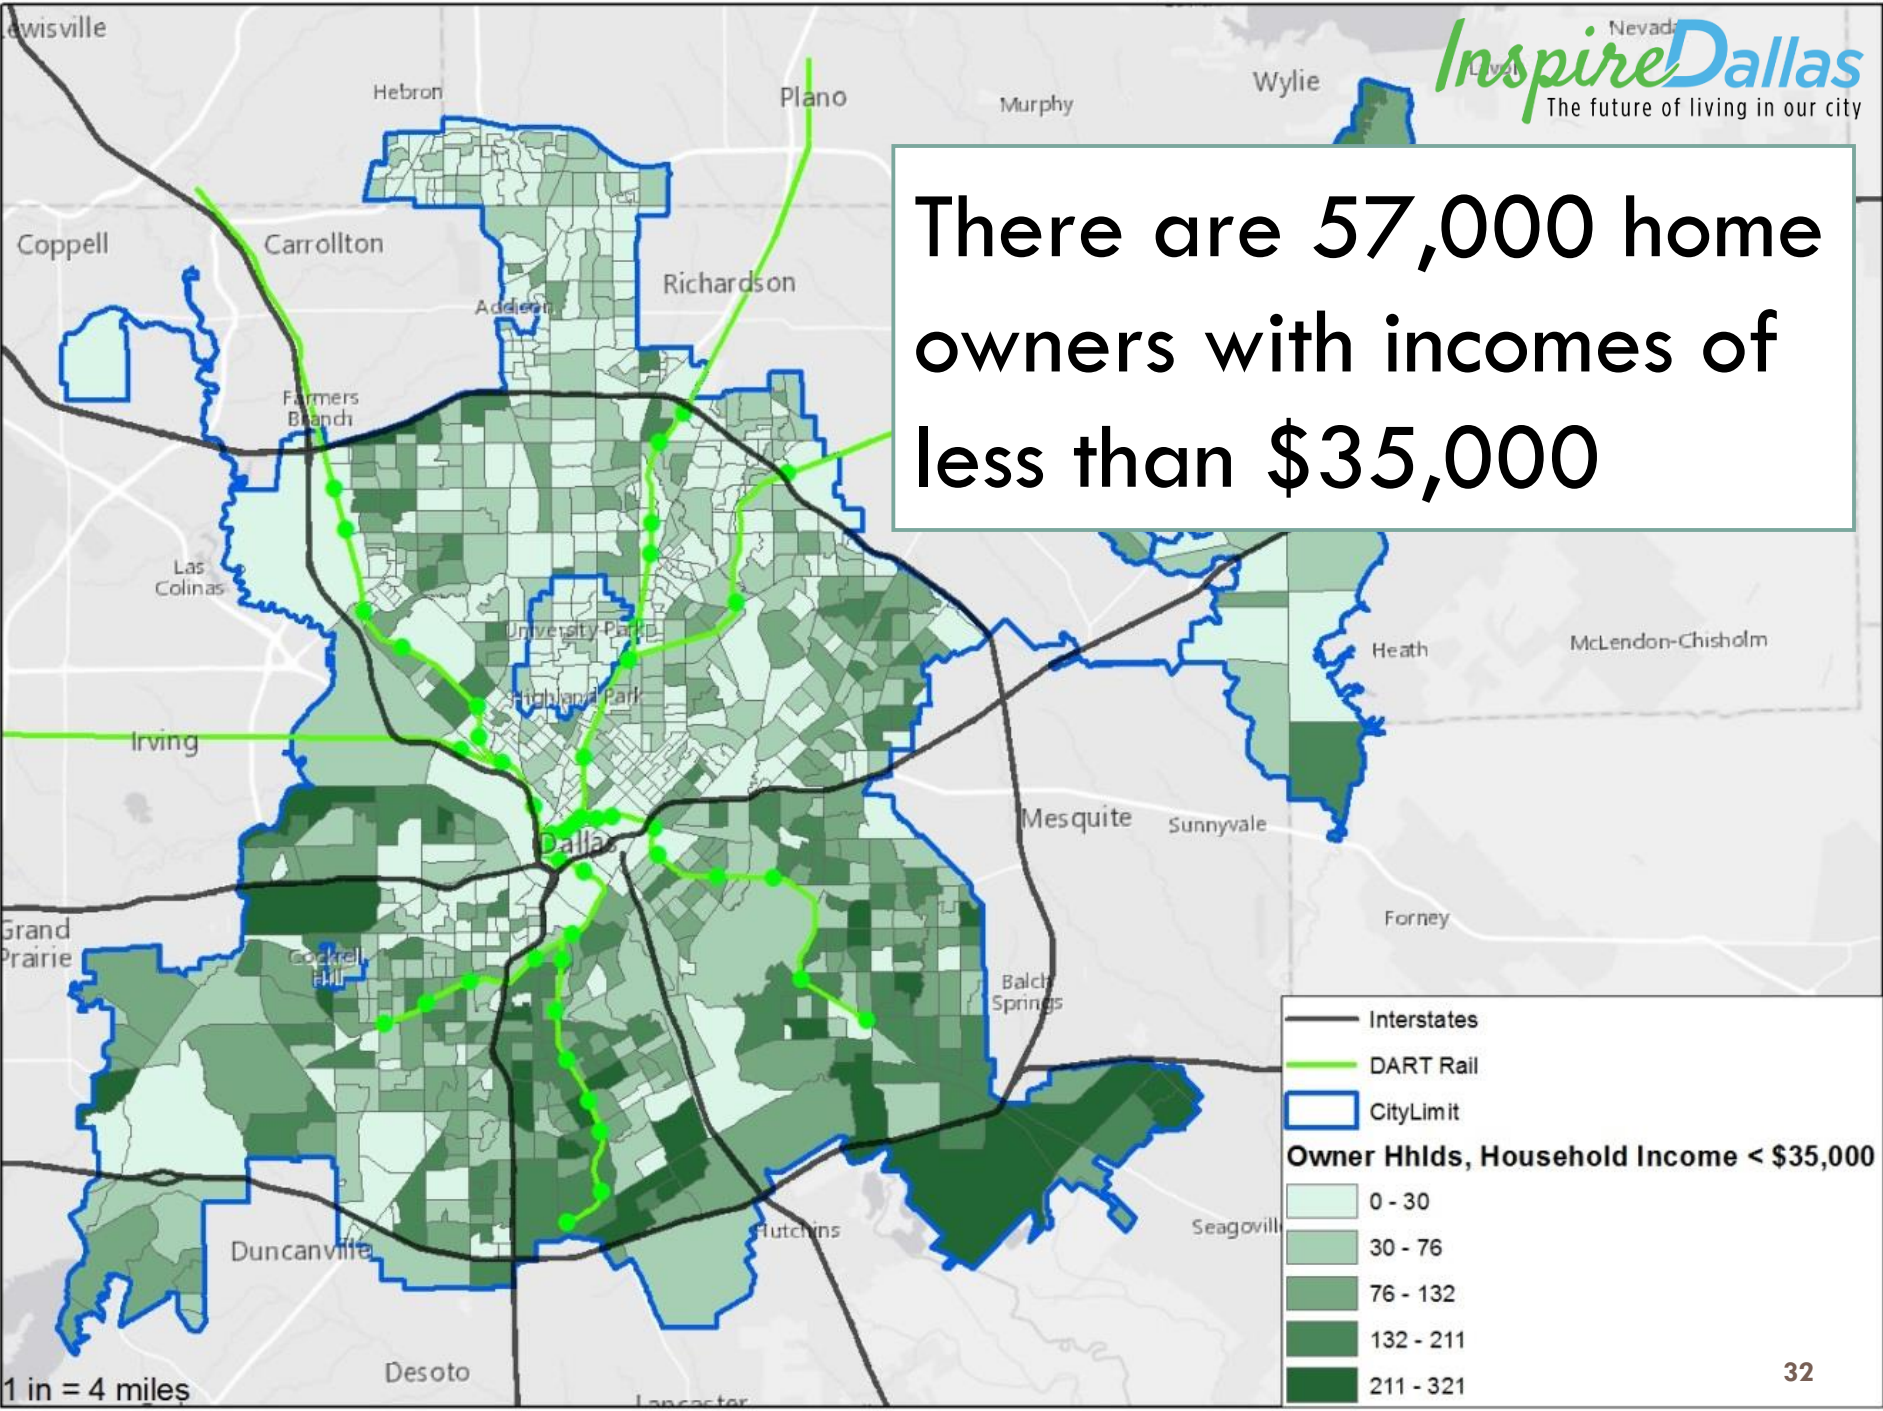 Lewisville
Nevada
InspireDallas
The future of living in our city
Hebron
Plano
Murphy
Wylie
There are 57,000 home
owners with incomes of
less than $35,000
Coppell
Carrollton
Richardson
Addison
Farmers
Branch
Las
Colinas
University Park
Heath
McLendon-Chisholm
Highland Park
Irving
Mesquite
Sunnyvale
Dallas
Grand
Prairie
Forney
Cockrell
Hill
Balch
Springs
Interstates
DART Rail
CityLimit
Owner Hhlds, Household Income < $35,000
0 - 30
30 - 76
76 - 132
132 - 211
211 - 321
Hutchins
Seagovill
Duncanville
Desoto
Lancaster
1 in = 4 miles
32